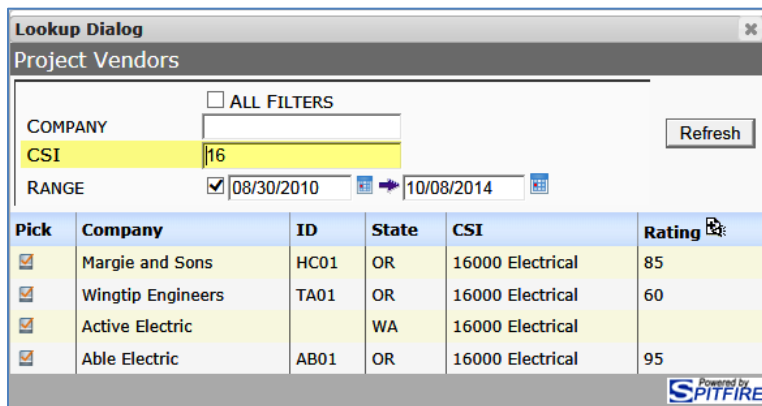 Lookup Dialog
Project Vendors
ALL FILTERS
COMPANY
Refresh
CSI 16
RANGE 08/30/2010 10/08/2014
Pick Company ID State CSI Rating
Margie and Sons HC01 OR 16000 Electrical 85
Wingtip Engineers TA01 OR 16000 Electrical 60
Active Electric WA 16000 Electrical
Able Electric AB01 OR 16000 Electrical 95
Powered by
SPITFIRE